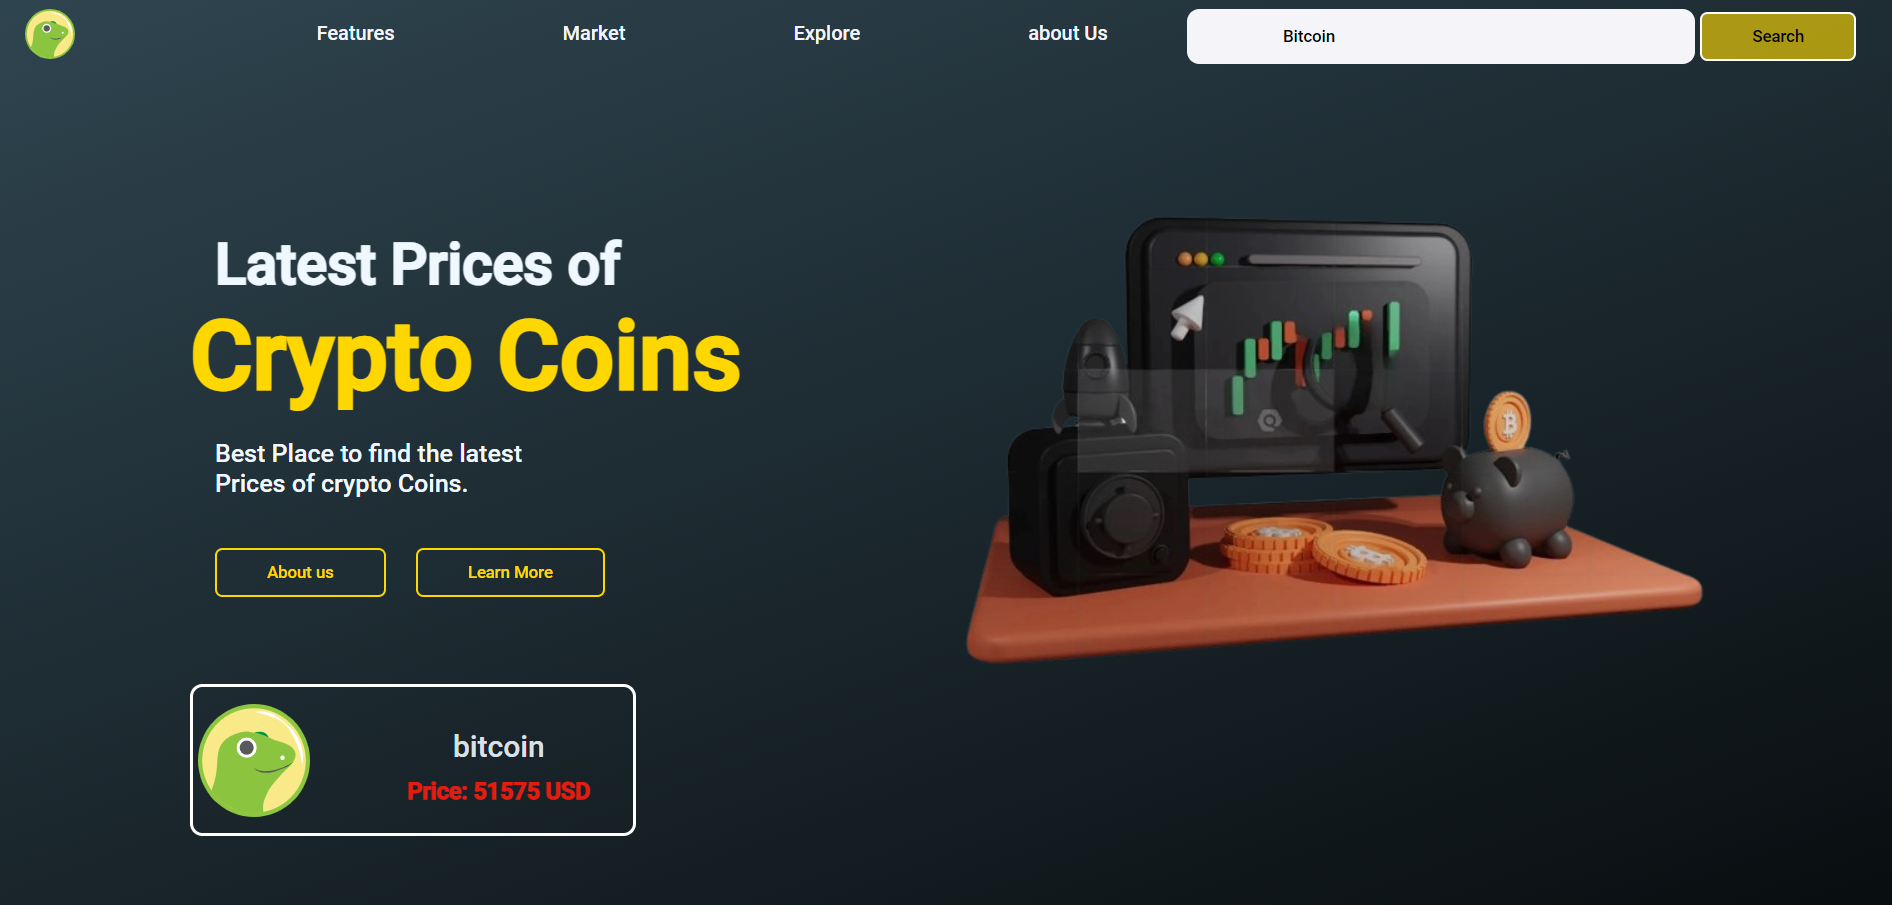 Features
Market
Explore
about Us
Bitcoin
Search
Latest Prices of
Crypto Coins
Best Place to find the latest
Prices of crypto Coins.
About us
Learn More
bitcoin
Price: 51575 USD